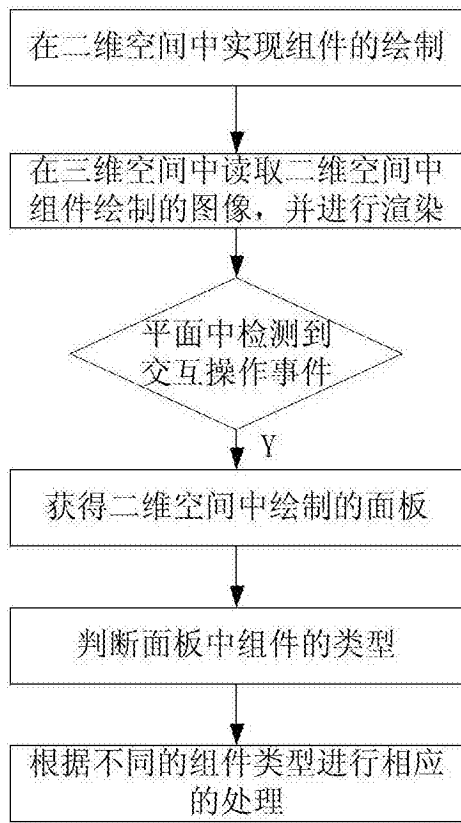 在二维空间中实现组件的绘制
在三维空间中读取二维空间中
组件绘制的图像，并进行渲染
平面中检测到
交互操作事件
Y
获得二维空间中绘制的面板
判断面板中组件的类型
根据不同的组件类型进行相应
的处理